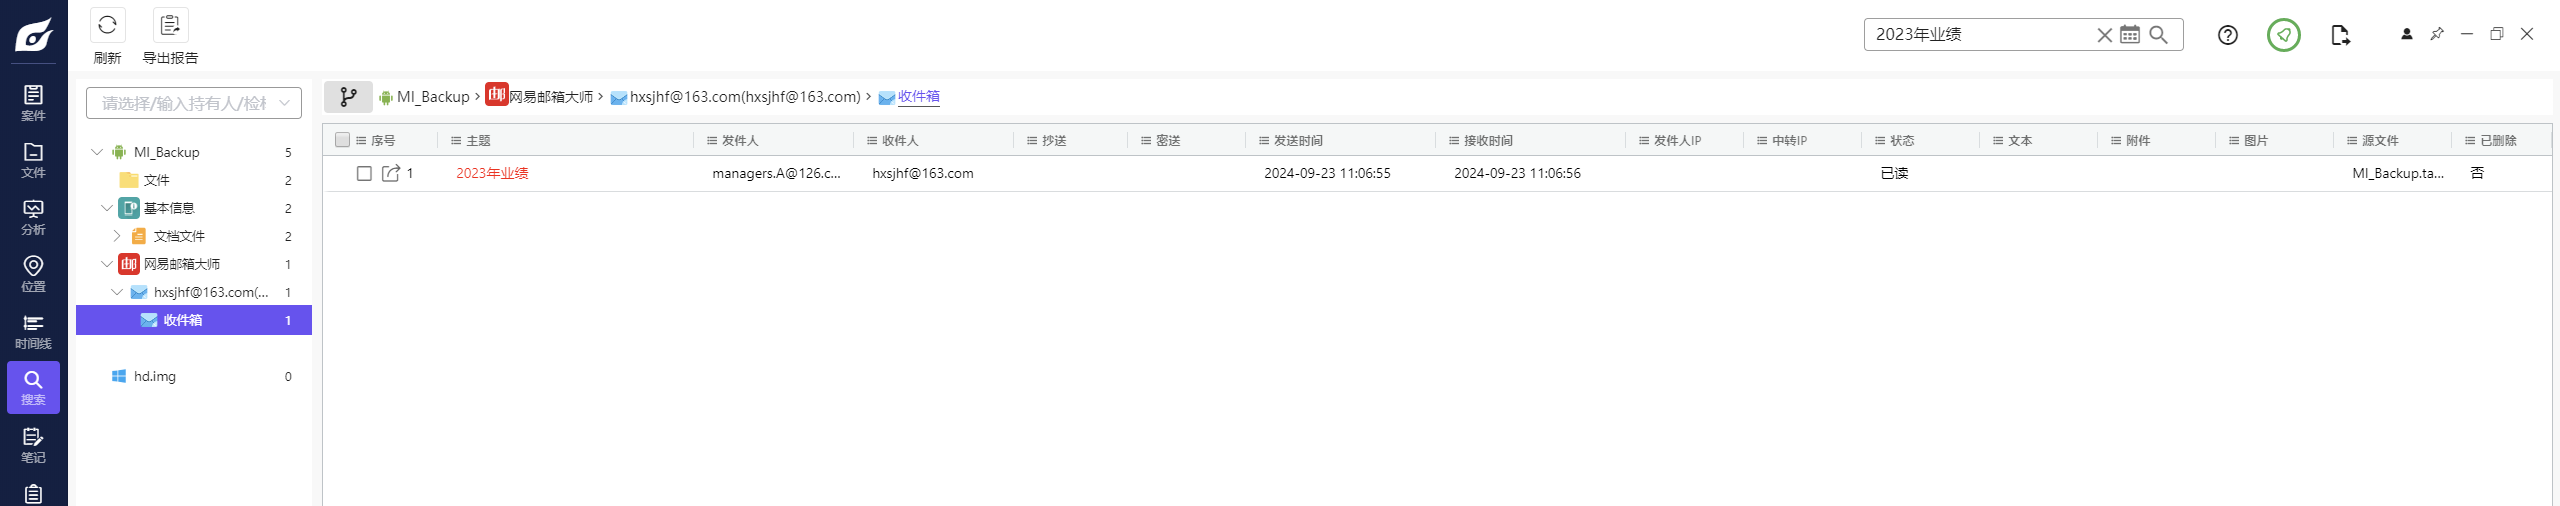 刷新
导出报告
2023年业绩
案件
文件
分析
位置
时间线
搜索
笔记
请选择/输入持有人/检材
MI_Backup 5
文件 2
基本信息 2
文档文件 2
邮 网易邮箱大师 1
hxsjhf@163.com(... 1
收件箱 1
hd.img 0
MI_Backup 邮 网易邮箱大师 hxsjhf@163.com(hxsjhf@163.com) 收件箱
序号 主题 发件人 收件人 抄送 密送 发送时间 接收时间 发件人IP 中转IP 状态 文本 附件 图片 源文件 已删除
1 2023年业绩 managers.A@126.c... hxsjhf@163.com 2024-09-23 11:06:55 2024-09-23 11:06:56 已读 MI_Backup.ta... 否